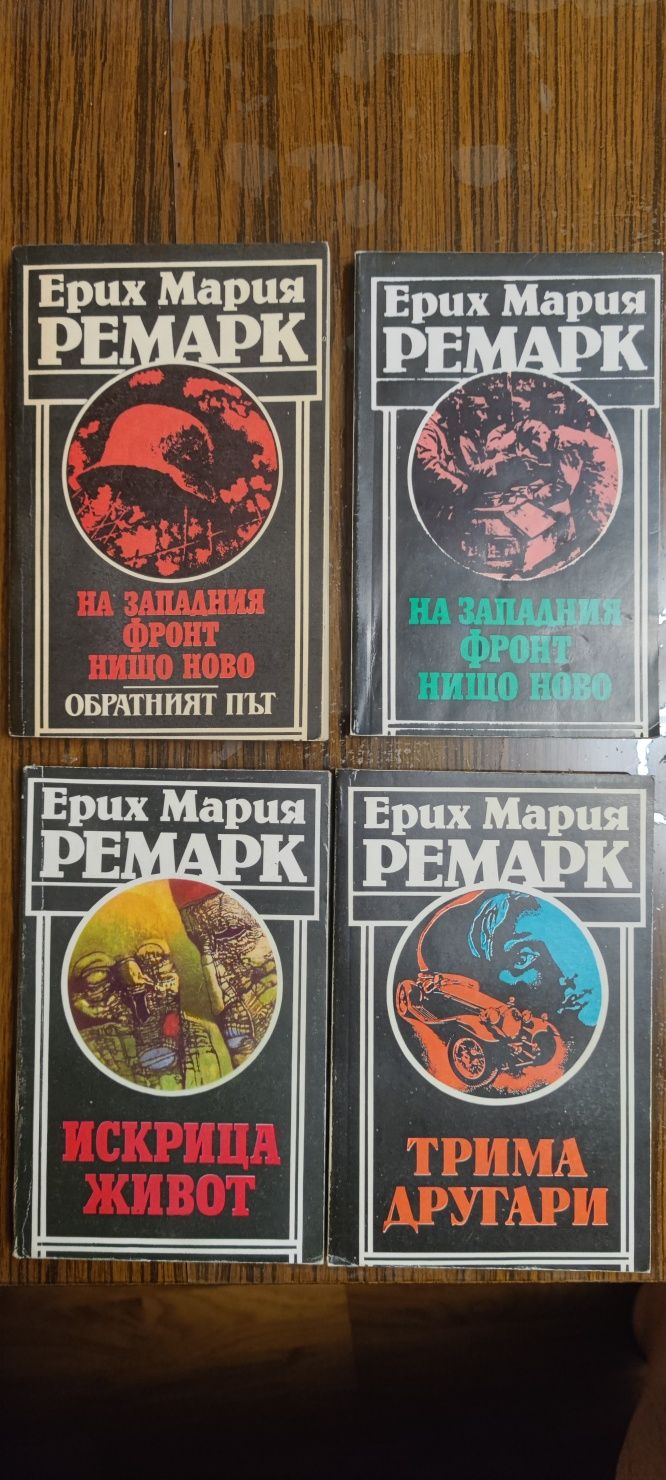 Ерих Мария
РЕМАРК
НА ЗАПАДНИЯ
ФРОНТ
НИЩО НОВО
ОБРАТНИЯТ ПЪТ
Ерих Мария
РЕМАРК
НА ЗАПАДНИЯ
ФРОНТ
НИЩО НОВО
Ерих Мария
РЕМАРК
ИСКРИЦА
ЖИВОТ
Ерих Мария
РЕМАРК
ТРИМА
ДРУГАРИ